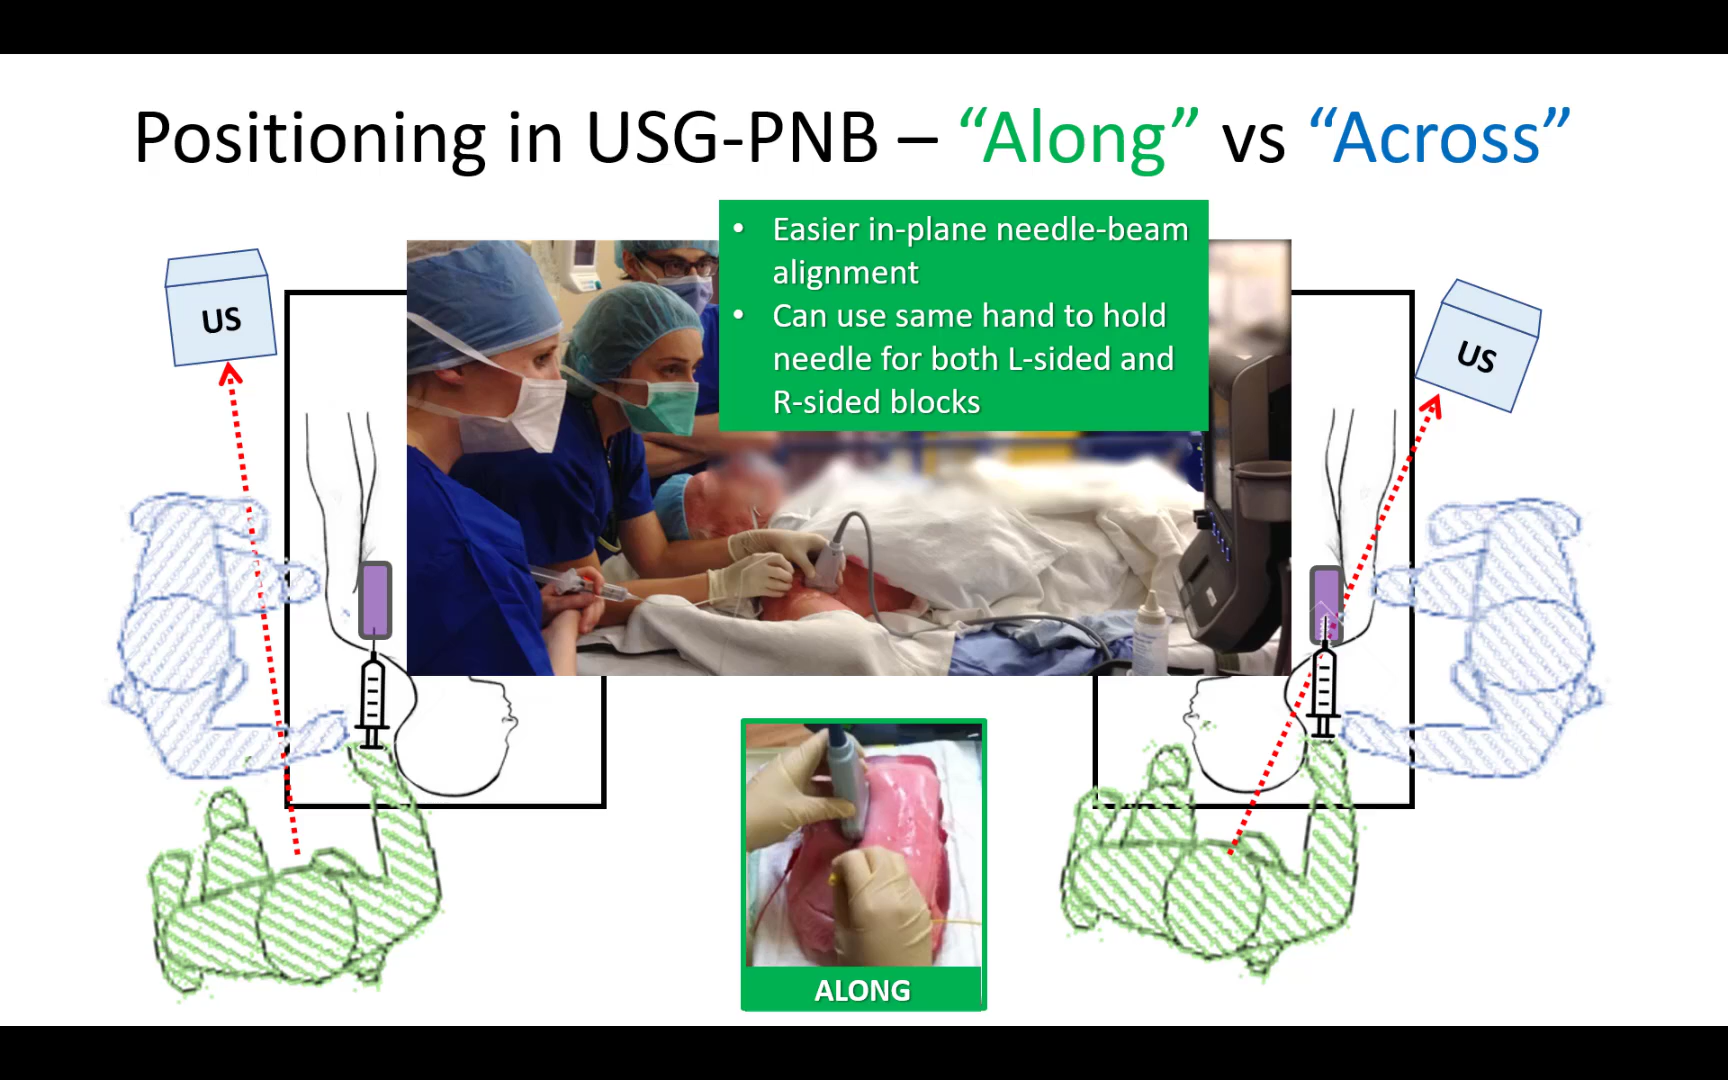 Positioning in USG-PNB – “Along” vs “Across”
• Easier in-plane needle-beam
alignment
• Can use same hand to hold
needle for both L-sided and
R-sided blocks
US
US
ALONG